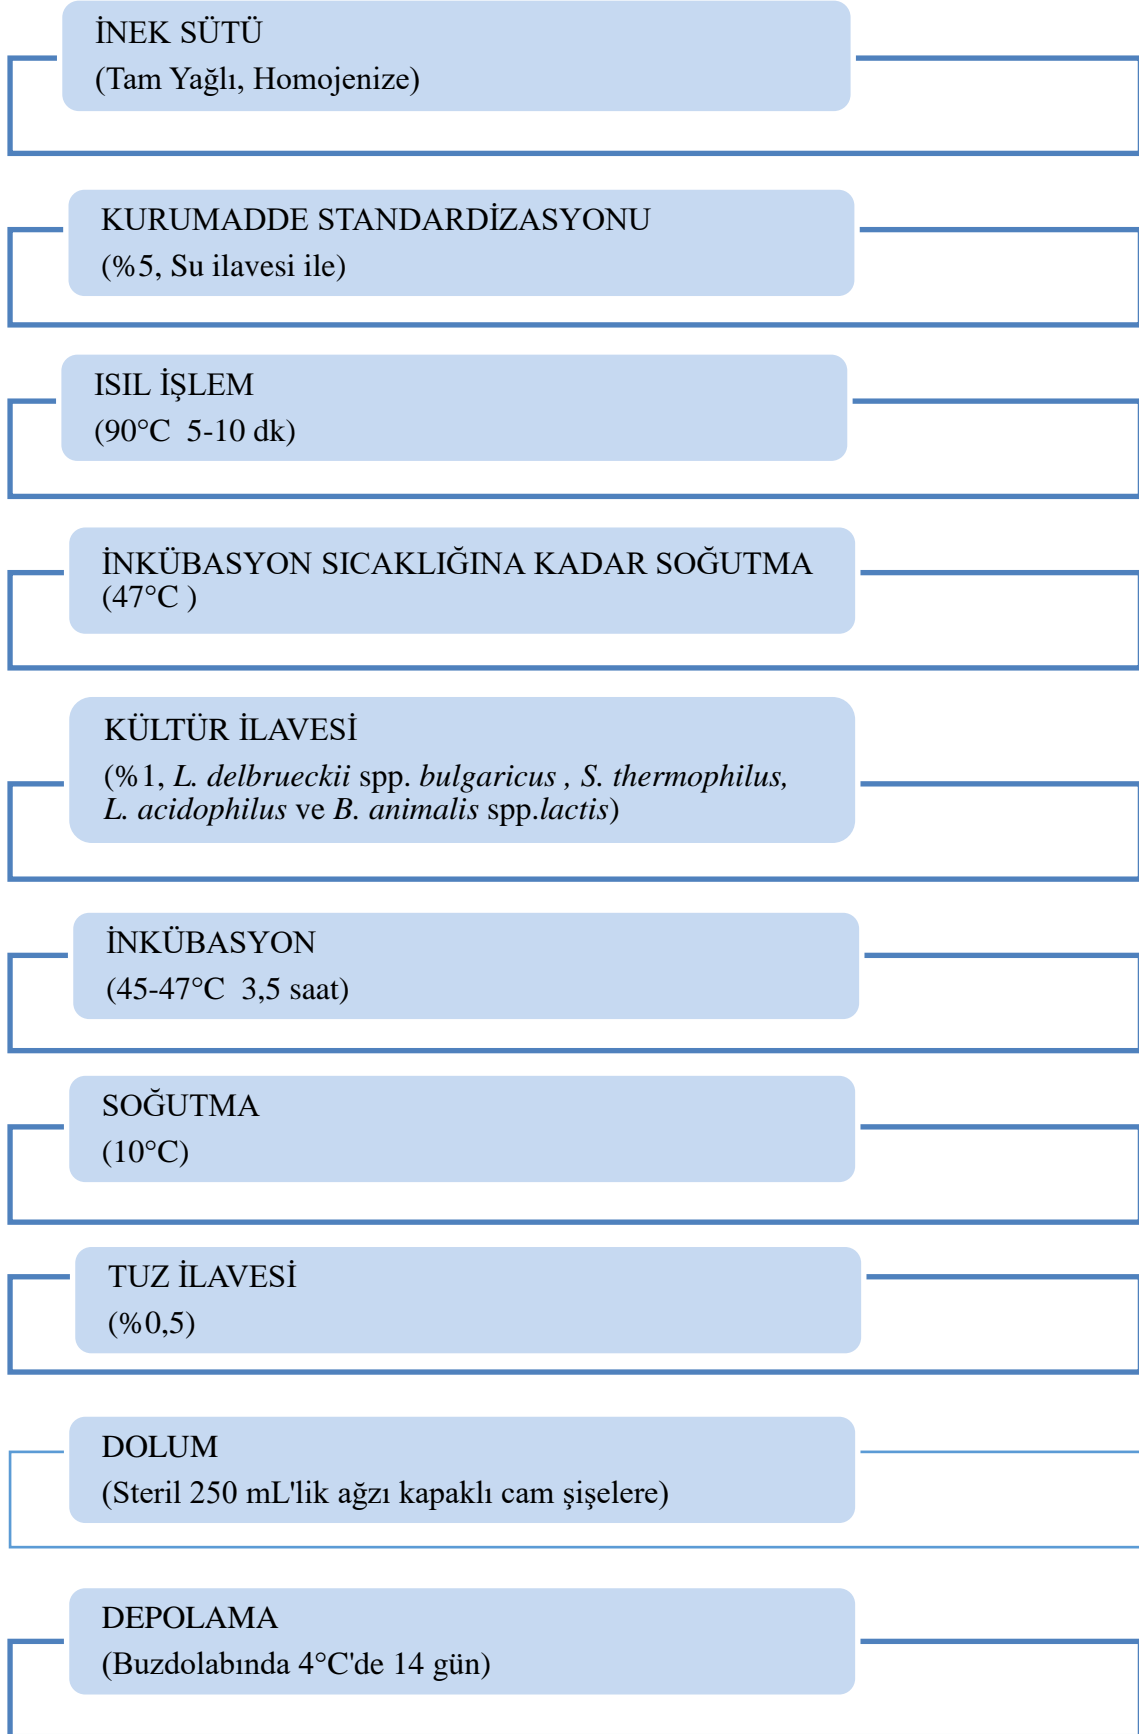 İNEK SÜTÜ
(Tam Yağlı, Homojenize)
KURUMADDE STANDARDİZASYONU
(%5, Su ilavesi ile)
ISIL İŞLEM
(90°C  5-10 dk)
İNKÜBASYON SICAKLIĞINA KADAR SOĞUTMA
(47°C )
KÜLTÜR İLAVESİ
(%1, L. delbrueckii spp. bulgaricus , S. thermophilus,
L. acidophilus ve B. animalis spp.lactis)
İNKÜBASYON
(45-47°C  3,5 saat)
SOĞUTMA
(10°C)
TUZ İLAVESİ
(%0,5)
DOLUM
(Steril 250 mL'lik ağzı kapaklı cam şişelere)
DEPOLAMA
(Buzdolabında 4°C'de 14 gün)